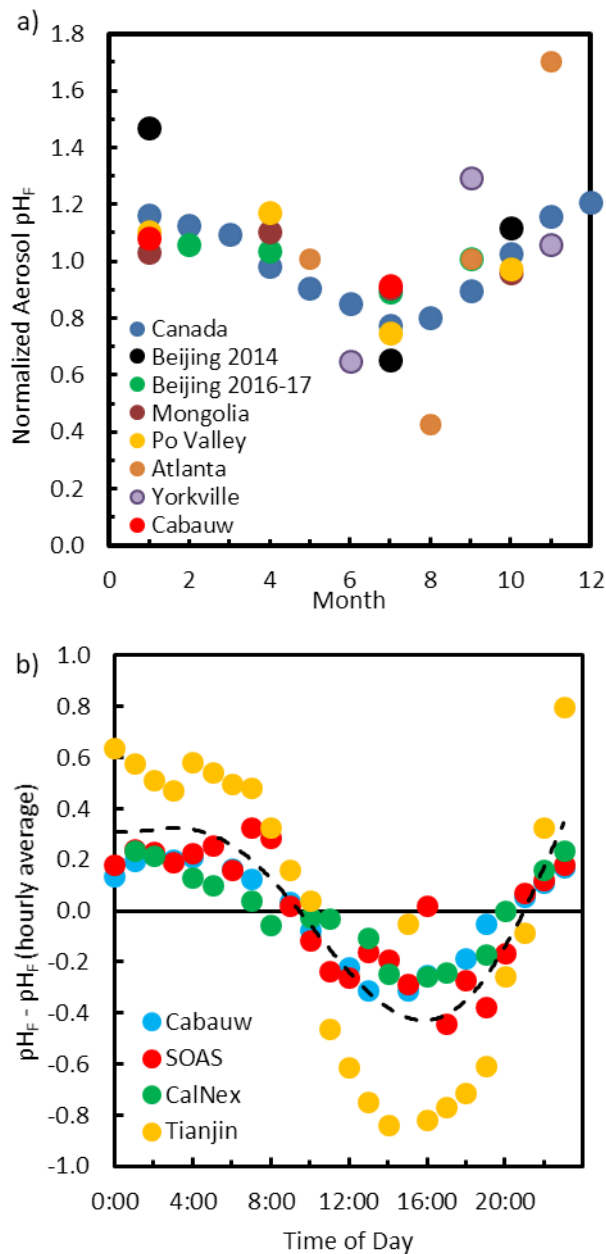 a)
1.8
1.6
1.4
1.2
1.0
0.8
0.6
0.4
0.2
0.0
Normalized Aerosol pHF
Canada
Beijing 2014
Beijing 2016-17
Mongolia
Po Valley
Atlanta
Yorkville
Cabauw
0 2 4 6 8 10 12
Month
b)
1.0
0.8
0.6
0.4
0.2
0.0
-0.2
-0.4
-0.6
-0.8
-1.0
pHF - pHF (hourly average)
Cabauw
SOAS
CalNex
Tianjin
0:00 4:00 8:00 12:00 16:00 20:00
Time of Day